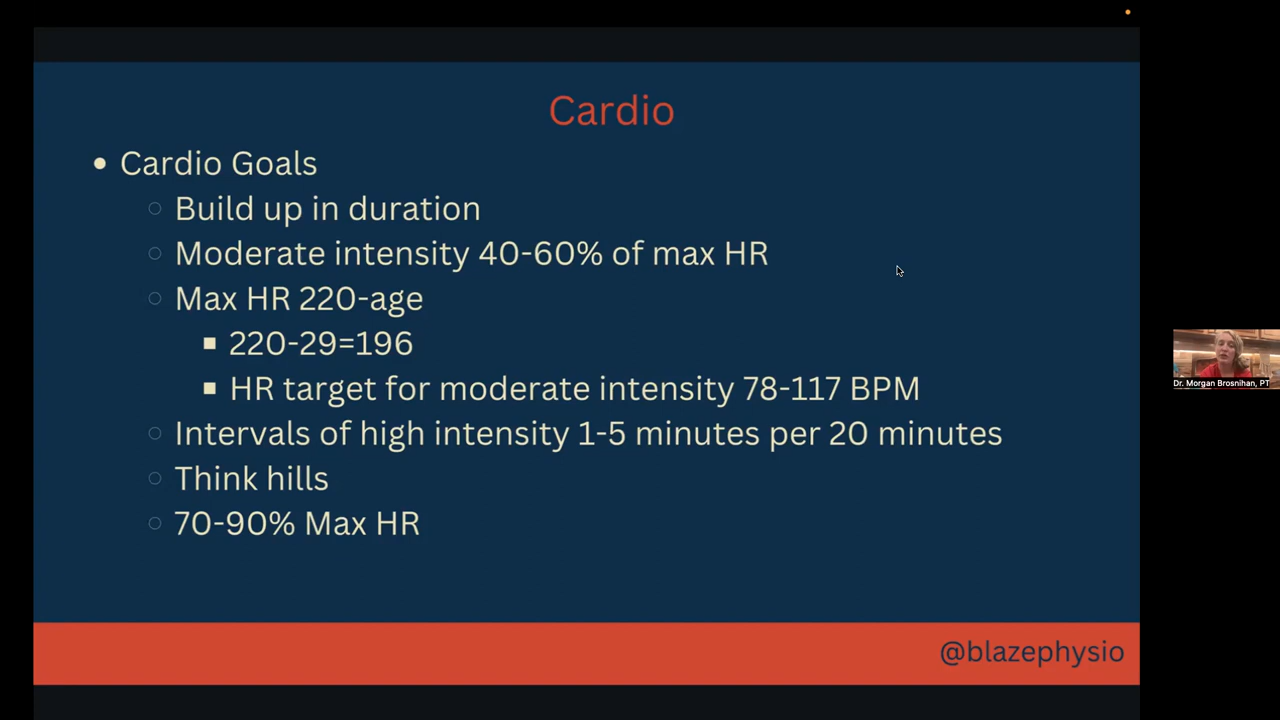 Cardio
Cardio Goals
Build up in duration
Moderate intensity 40-60% of max HR
Max HR 220-age
220-29=196
HR target for moderate intensity 78-117 BPM
Intervals of high intensity 1-5 minutes per 20 minutes
Think hills
70-90% Max HR
@blazephysio
Dr. Morgan Brosnihan, PT